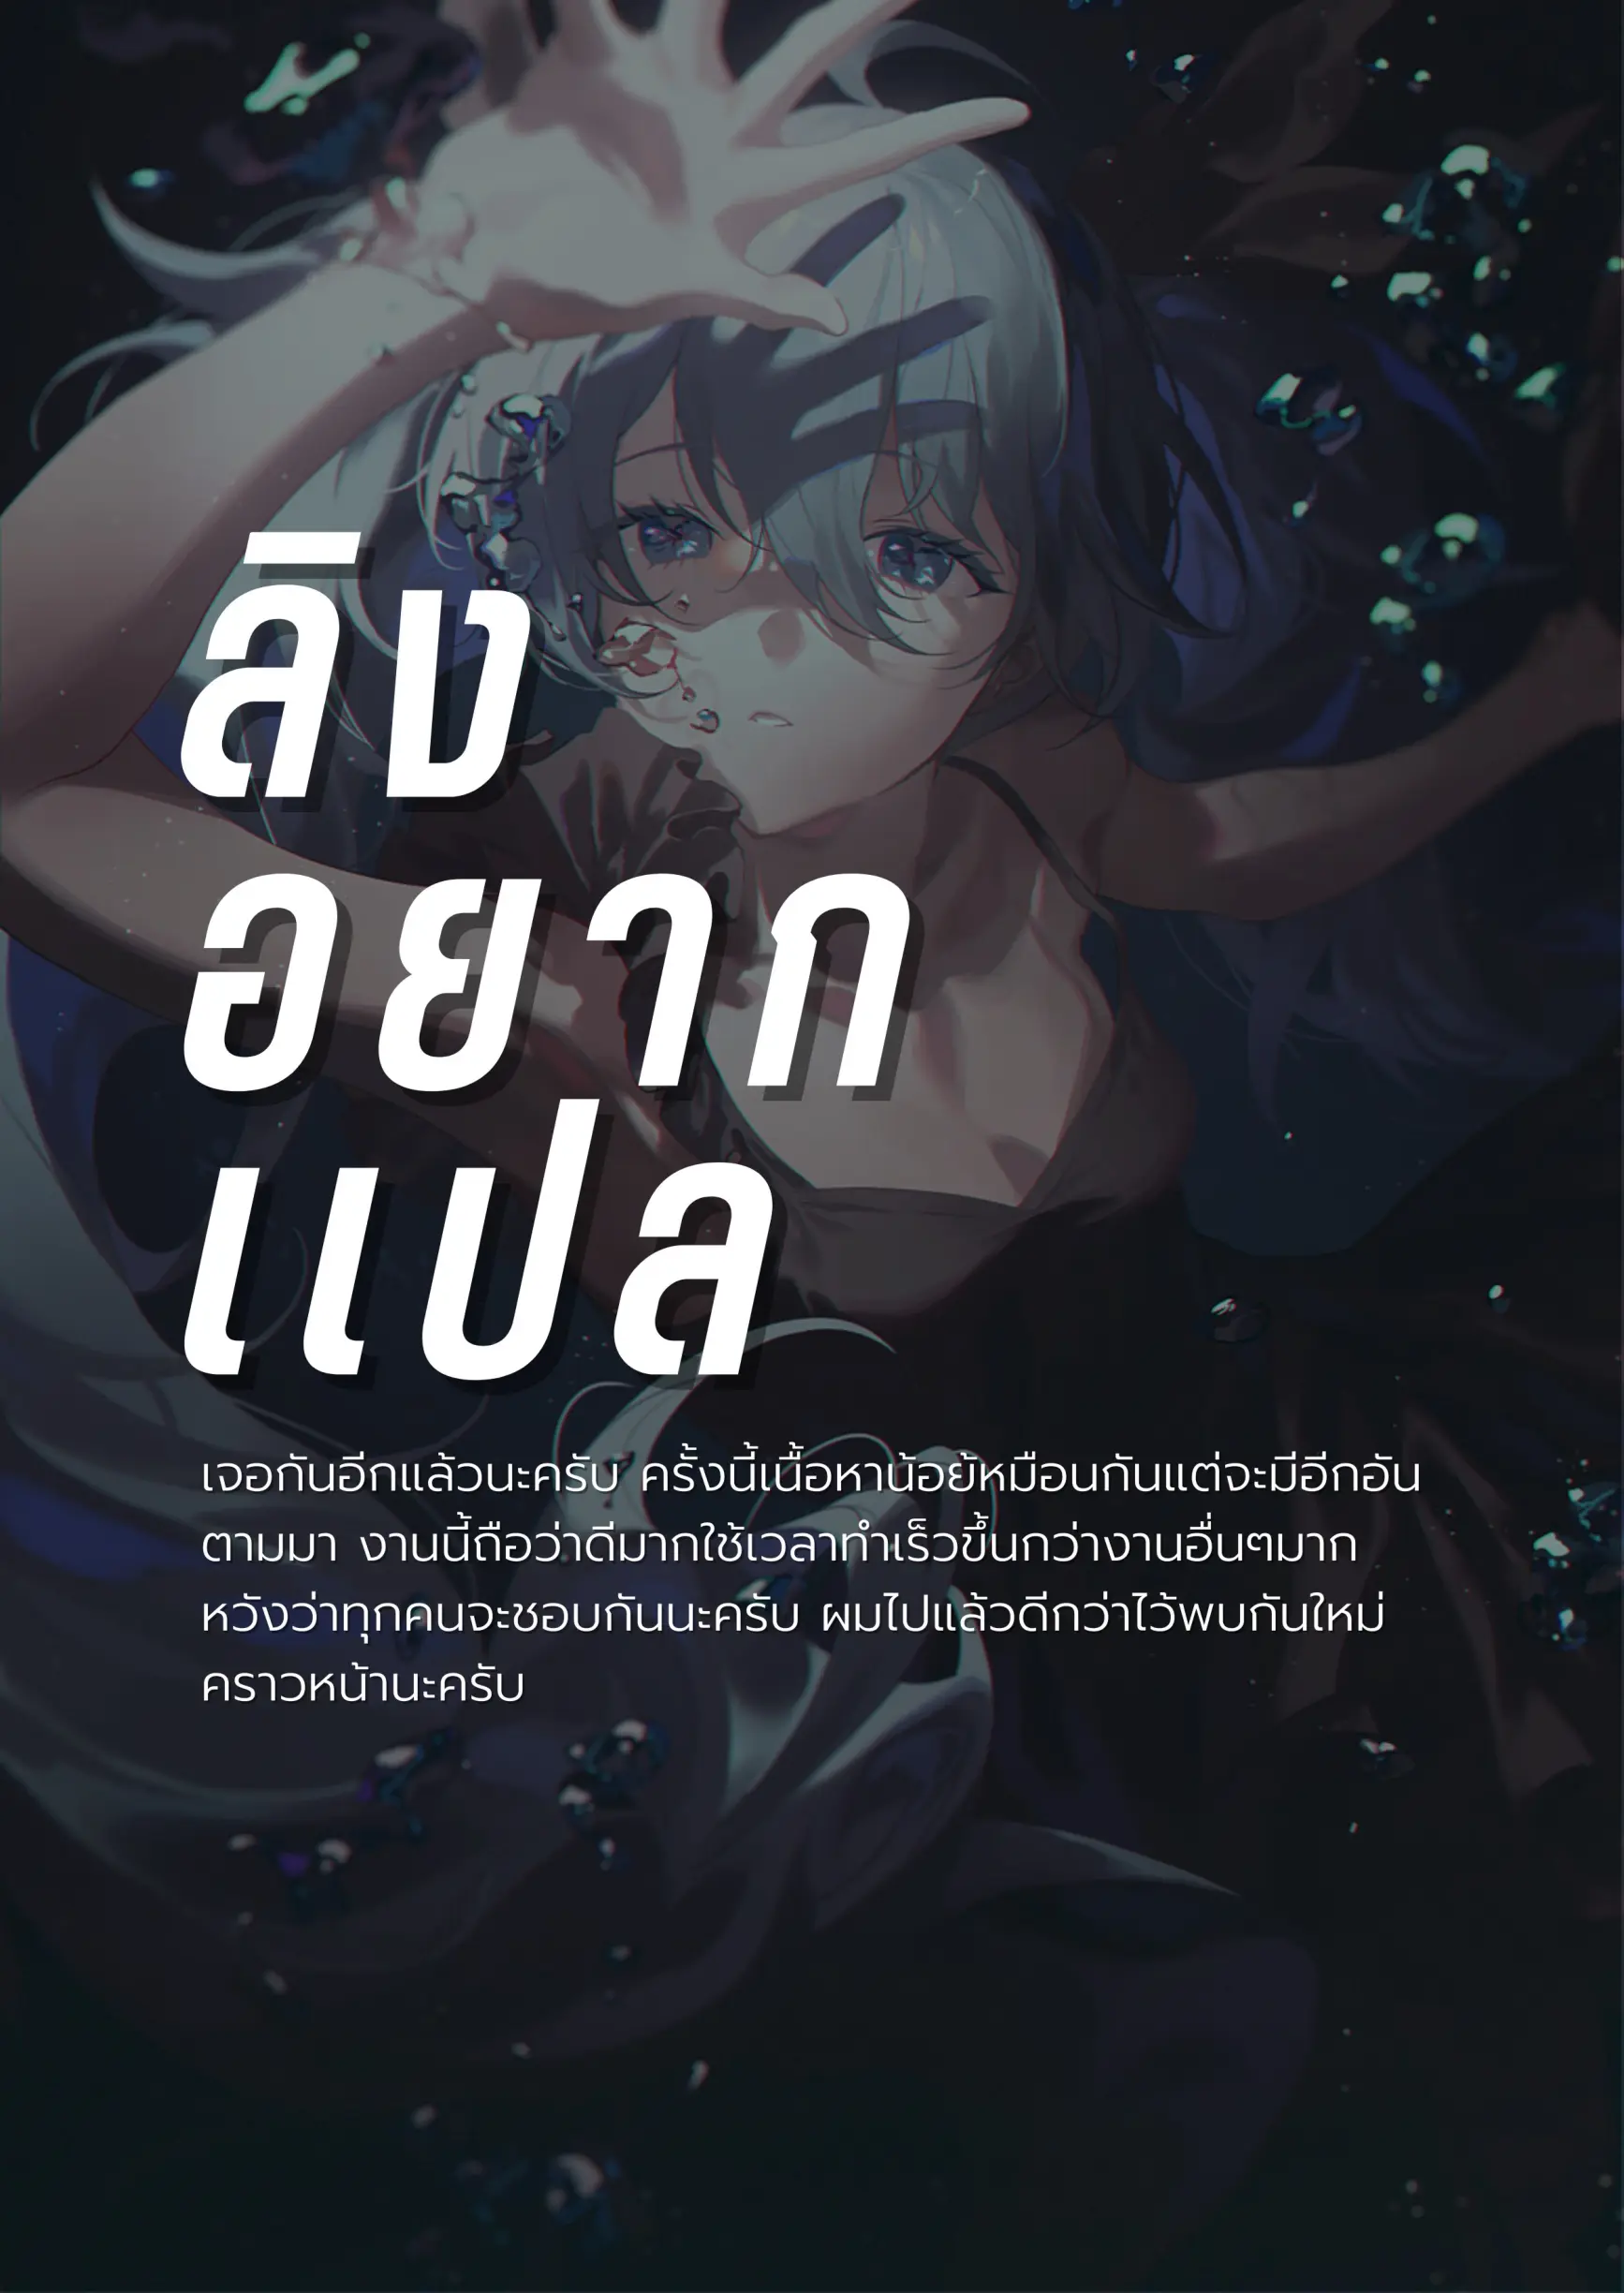 ลิง
อยาก
แปล
เจอกันอีกแล้วนะครับ ครั้งนี้เนื้อหาน้อย้หมือนกันแต่จะมีอีกอัน
ตามมา งานนี้ถือว่าดีมากใช้เวลาทำเร็วขึ้นกว่างานอื่นๆมาก
หวังว่าทุกคนจะชอบกันนะครับ ผมไปแล้วดีกว่าไว้พบกันใหม่
คราวหน้านะครับ